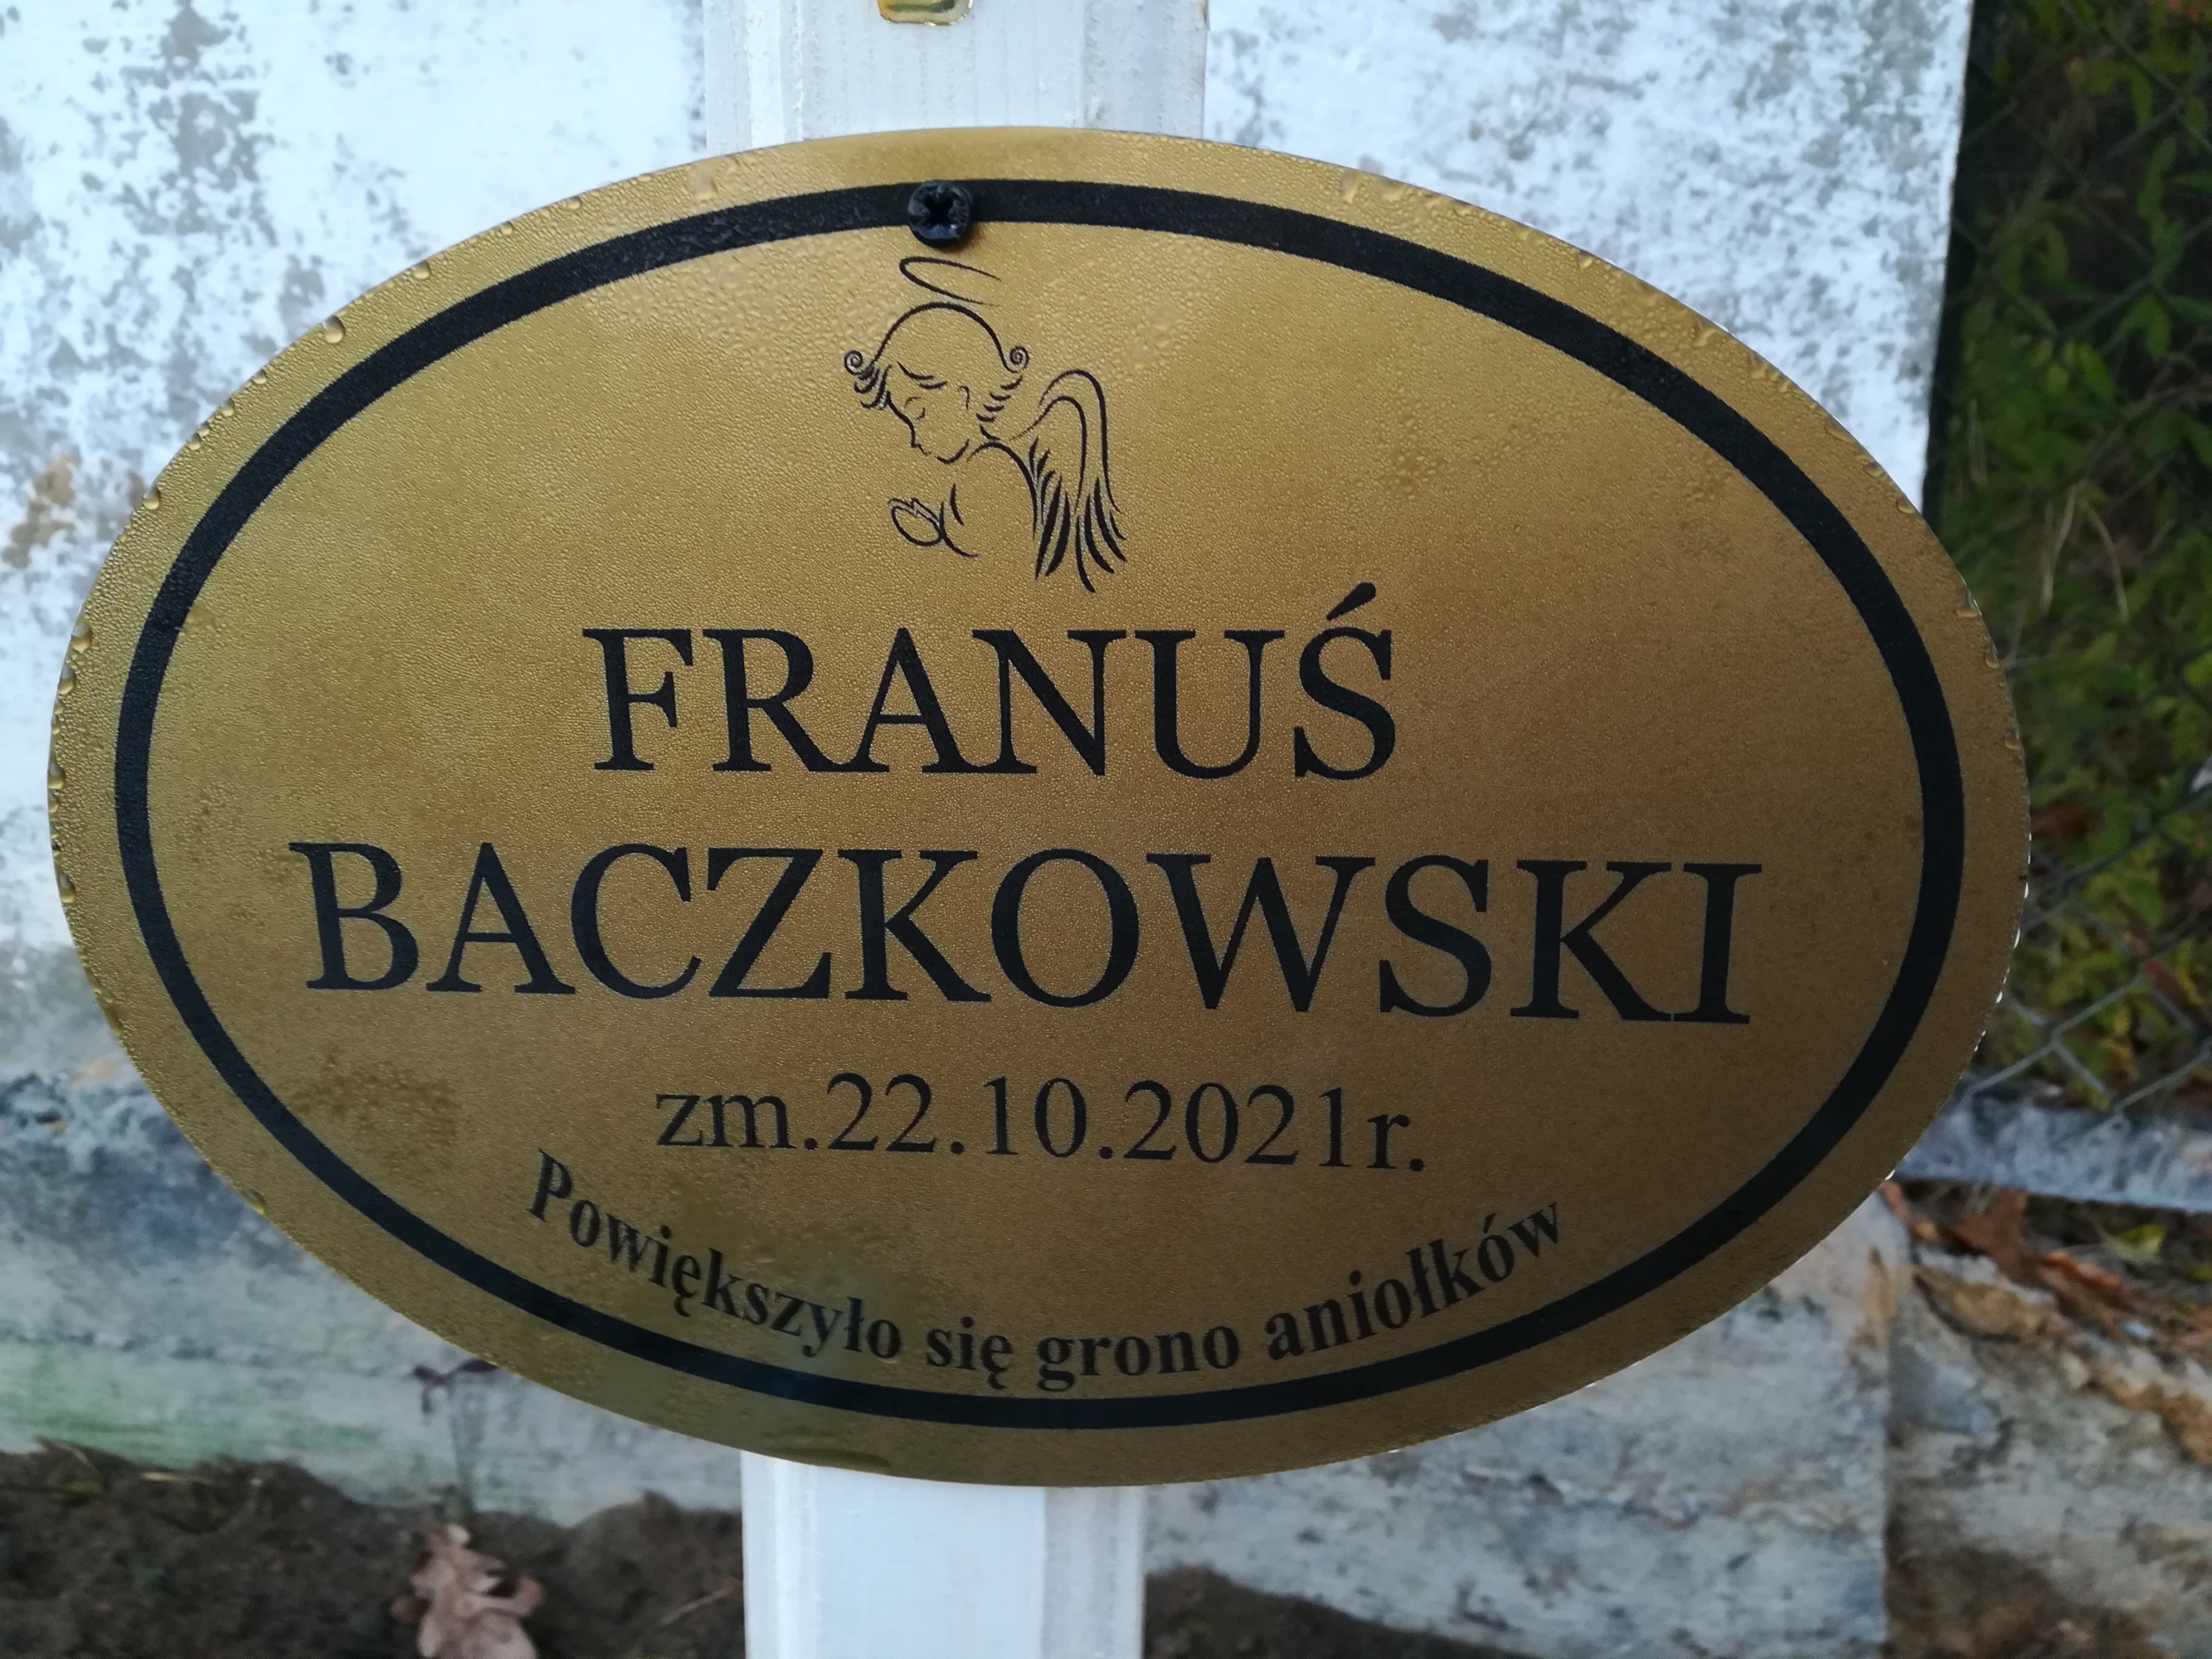 FRANUŚ
BACZKOWSKI
zm.22.10.2021r.
Powiększyło się grono aniołków